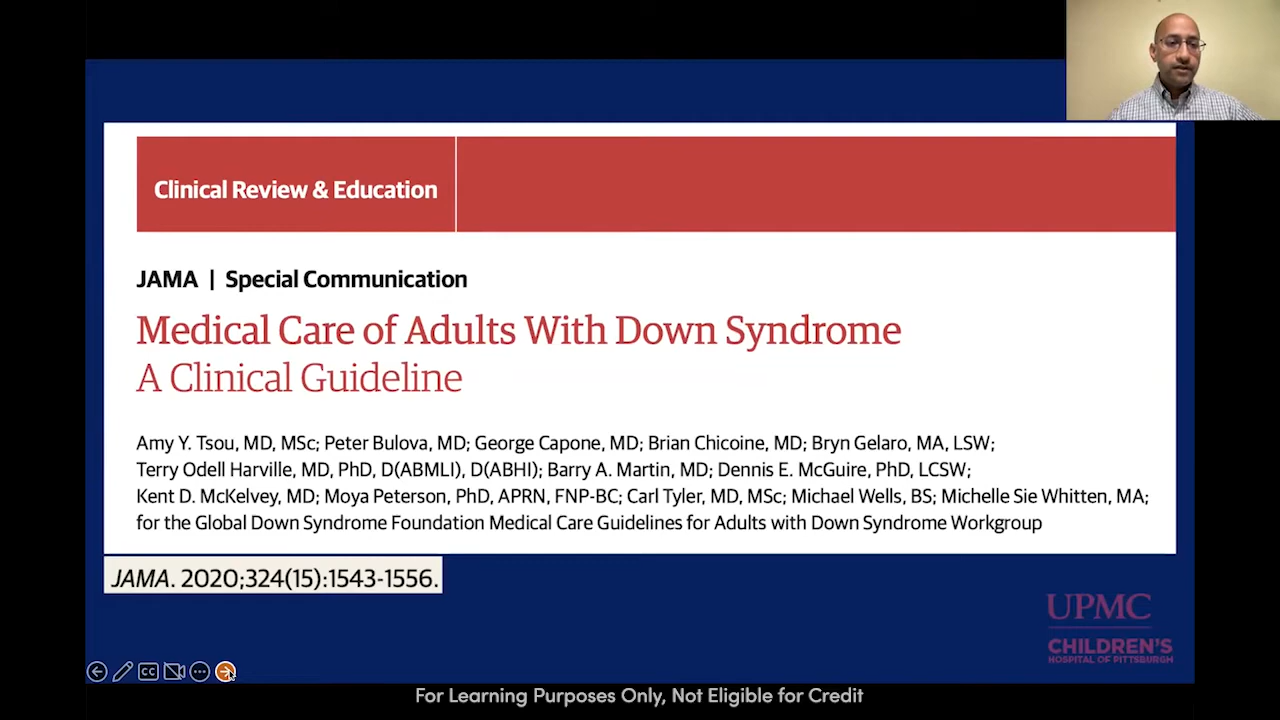 Clinical Review & Education
JAMA | Special Communication
Medical Care of Adults With Down Syndrome
A Clinical Guideline
Amy Y. Tsou, MD, MSc; Peter Bulova, MD; George Capone, MD; Brian Chicoine, MD; Bryn Gelaro, MA, LSW;
Terry Odell Harville, MD, PhD, D(ABMLI), D(ABHI); Barry A. Martin, MD; Dennis E. McGuire, PhD, LCSW;
Kent D. McKelvey, MD; Moya Peterson, PhD, APRN, FNP-BC; Carl Tyler, MD, MSc; Michael Wells, BS; Michelle Sie Whitten, MA;
for the Global Down Syndrome Foundation Medical Care Guidelines for Adults with Down Syndrome Workgroup
JAMA. 2020;324(15):1543-1556.
UPMC
CHILDREN'S
HOSPITAL OF PITTSBURGH
CC
For Learning Purposes Only, Not Eligible for Credit